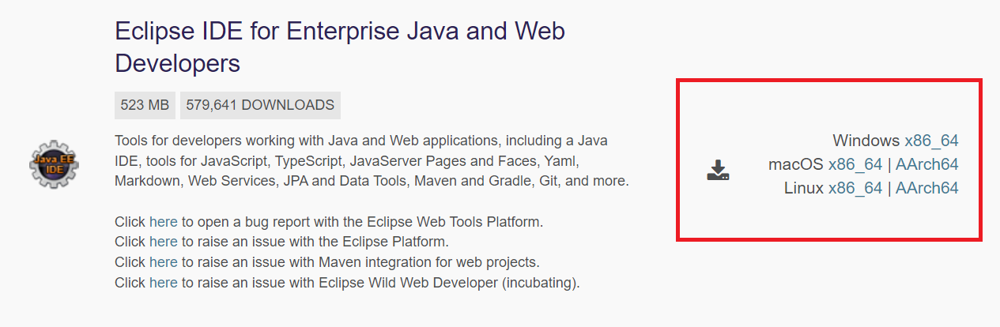 Eclipse IDE for Enterprise Java and Web
Developers
523 MB 579,641 DOWNLOADS
Java EE
IDE
Tools for developers working with Java and Web applications, including a Java
IDE, tools for JavaScript, TypeScript, JavaServer Pages and Faces, Yaml,
Markdown, Web Services, JPA and Data Tools, Maven and Gradle, Git, and more.
Click here to open a bug report with the Eclipse Web Tools Platform.
Click here to raise an issue with the Eclipse Platform.
Click here to raise an issue with Maven integration for web projects.
Click here to raise an issue with Eclipse Wild Web Developer (incubating).
Windows x86_64
macOS x86_64 | AArch64
Linux x86_64 | AArch64